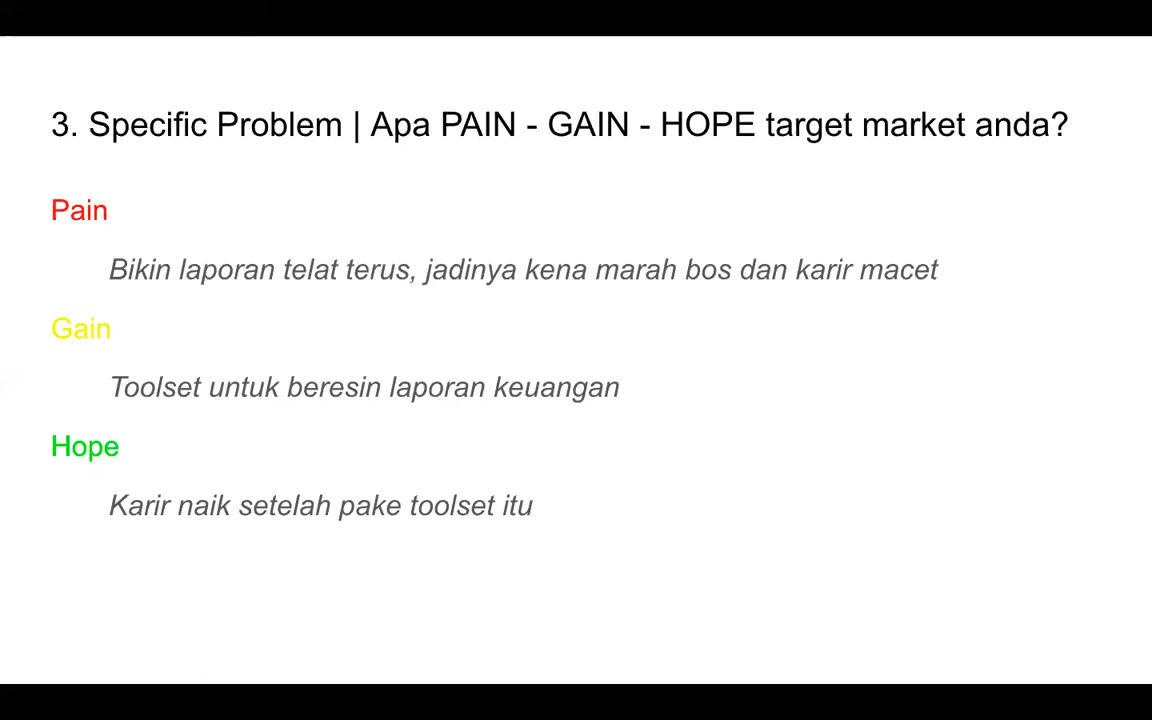 3. Specific Problem | Apa PAIN - GAIN - HOPE target market anda?
Pain
Bikin laporan telat terus, jadinya kena marah bos dan karir macet
Gain
Toolset untuk beresin laporan keuangan
Hope
Karir naik setelah pake toolset itu